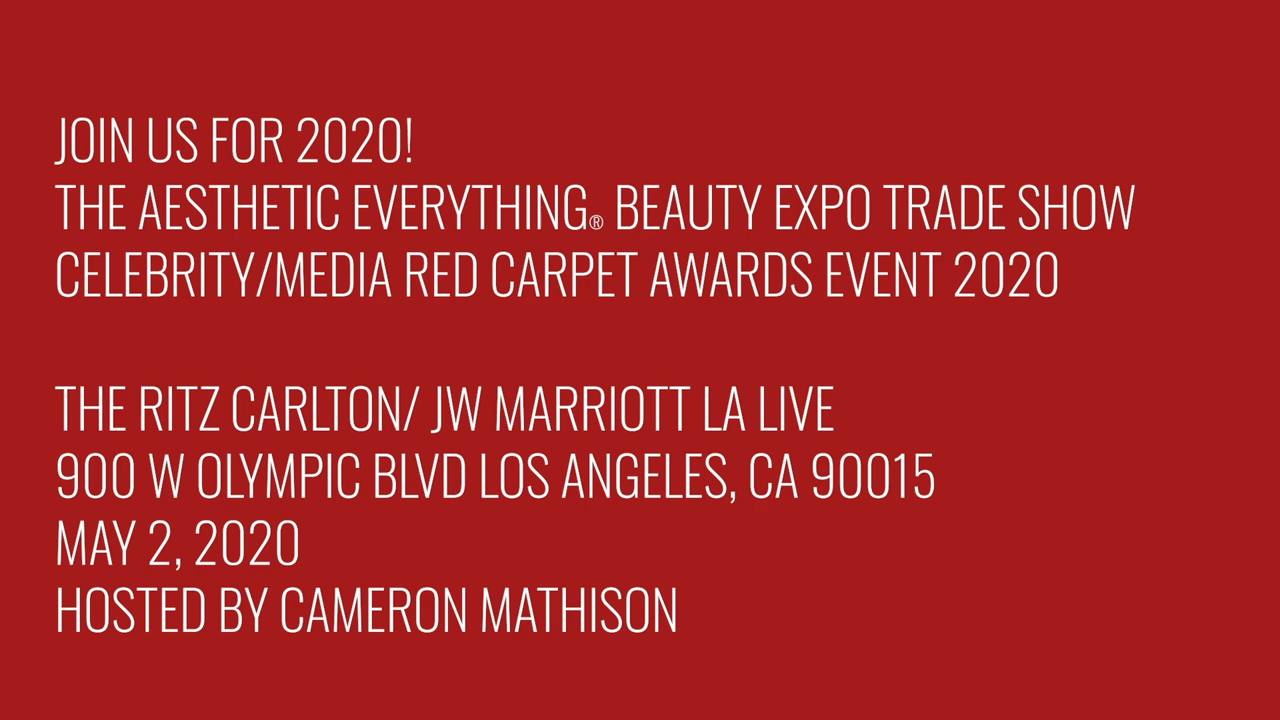 JOIN US FOR 2020!
THE AESTHETIC EVERYTHING® BEAUTY EXPO TRADE SHOW
CELEBRITY/MEDIA RED CARPET AWARDS EVENT 2020
THE RITZ CARLTON/ JW MARRIOTT LA LIVE
900 W OLYMPIC BLVD LOS ANGELES, CA 90015
MAY 2, 2020
HOSTED BY CAMERON MATHISON